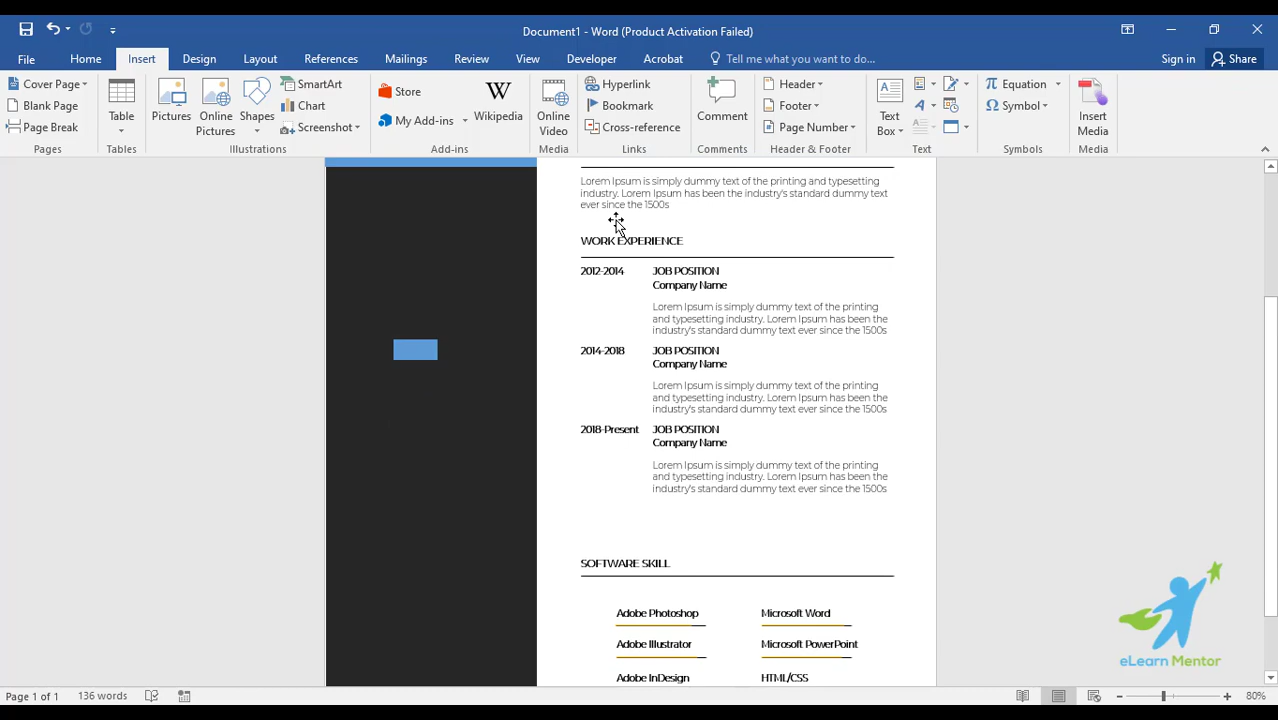 Document1 - Word (Product Activation Failed)
File Home Insert Design Layout References Mailings Review View Developer Acrobat Tell me what you want to do... Sign in Share
Cover Page
Blank Page
Page Break
Pages
Table
Tables
Pictures
Online Pictures
Shapes
SmartArt
Chart
Screenshot
Illustrations
Store
My Add-ins
Wikipedia
Add-ins
Online Video
Media
Hyperlink
Bookmark
Cross-reference
Links
Comment
Comments
Header
Footer
Page Number
Header & Footer
Text Box
Text
Equation
Symbol
Symbols
Insert Media
Media
Lorem Ipsum is simply dummy text of the printing and typesetting
industry. Lorem Ipsum has been the industry's standard dummy text
ever since the 1500s
WORK EXPERIENCE
2012-2014 JOB POSITION
Company Name
Lorem Ipsum is simply dummy text of the printing
and typesetting industry. Lorem Ipsum has been the
industry's standard dummy text ever since the 1500s
2014-2018 JOB POSITION
Company Name
Lorem Ipsum is simply dummy text of the printing
and typesetting industry. Lorem Ipsum has been the
industry's standard dummy text ever since the 1500s
2018-Present JOB POSITION
Company Name
Lorem Ipsum is simply dummy text of the printing
and typesetting industry. Lorem Ipsum has been the
industry's standard dummy text ever since the 1500s
SOFTWARE SKILL
Adobe Photoshop Microsoft Word
Adobe Illustrator Microsoft PowerPoint
Adobe InDesign HTML/CSS
eLearn Mentor
Page 1 of 1 136 words 80%